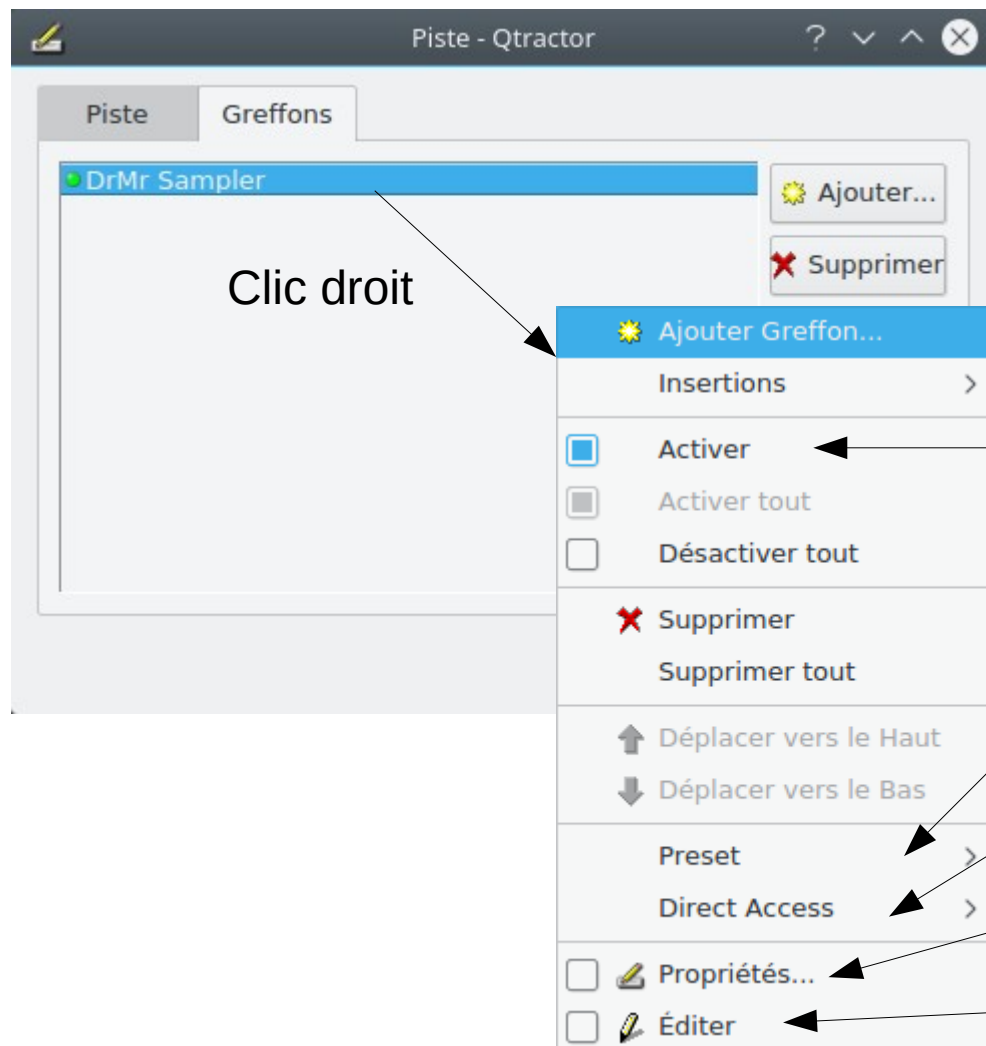 Piste - Qtractor
Piste
Greffons
DrMr Sampler
Ajouter...
Supprimer
Clic droit
Ajouter Greffon...
Insertions
Activer
Activer tout
Désactiver tout
Supprimer
Supprimer tout
Déplacer vers le Haut
Déplacer vers le Bas
Preset
Direct Access
Propriétés...
Éditer